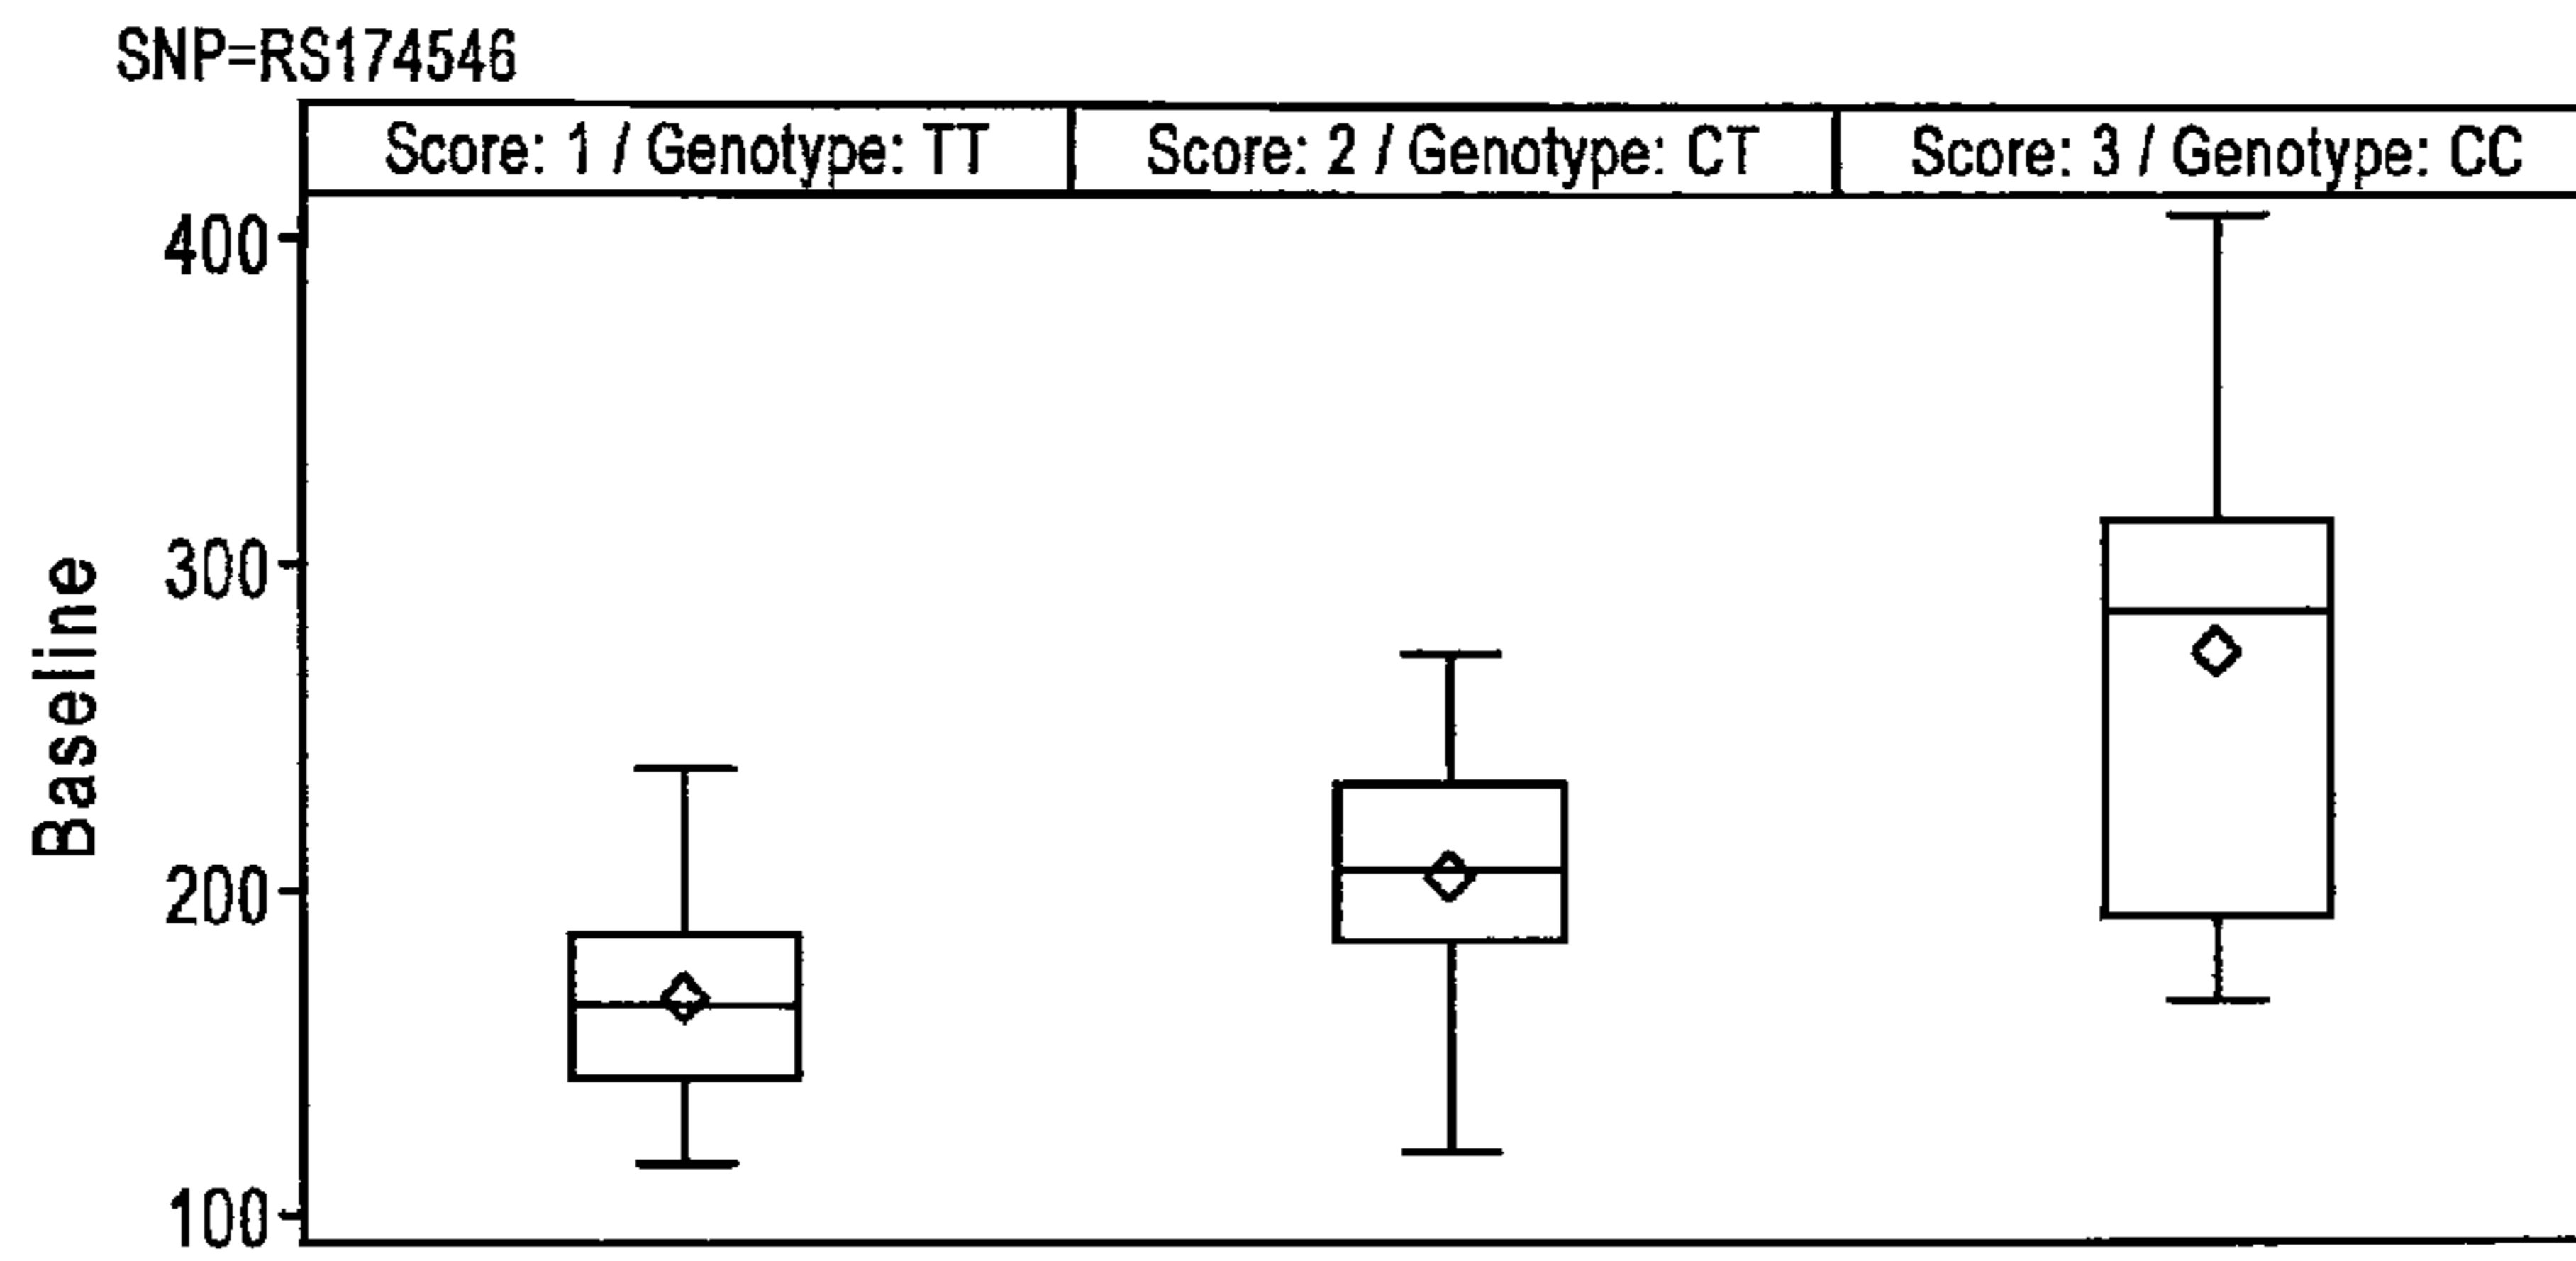 SNP=RS174546
Score: 1 / Genotype: TT
Score: 2 / Genotype: CT
Score: 3 / Genotype: CC
400
300
200
100
Baseline